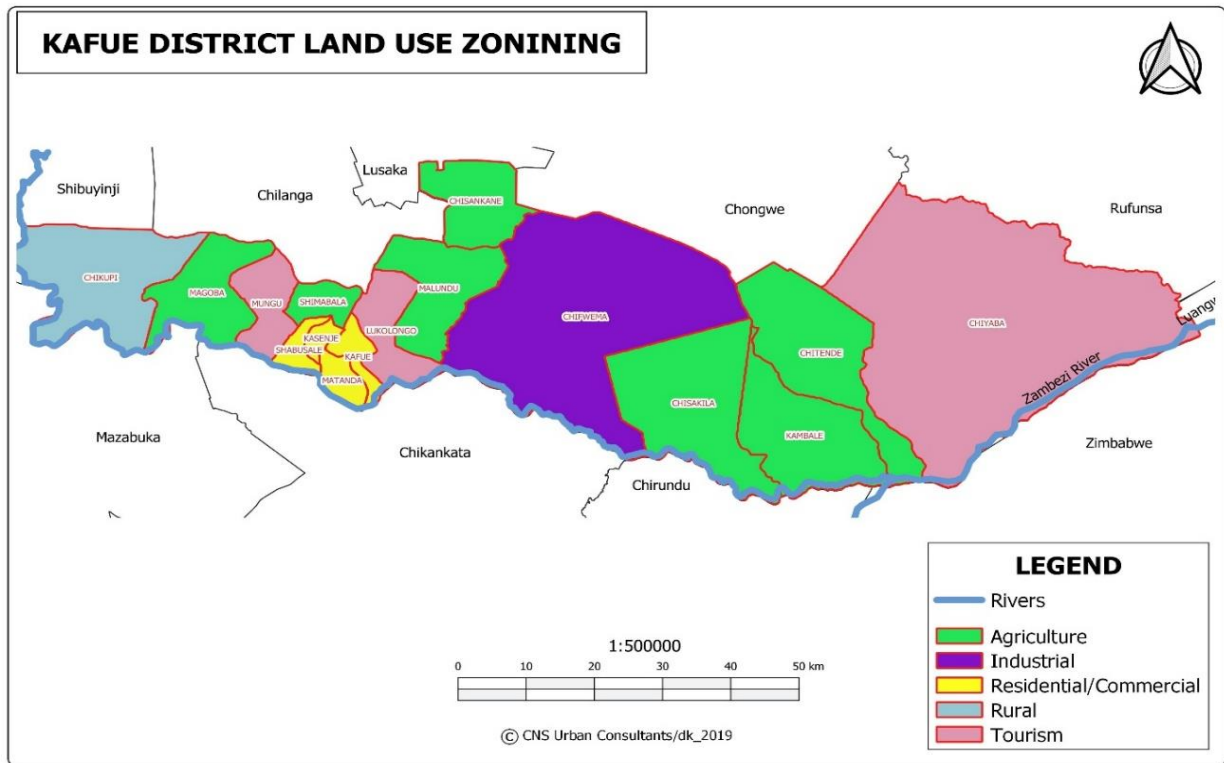 KAFUE DISTRICT LAND USE ZONINING
Shibuyinji
Chilanga
Lusaka
CHISANKANE
Chongwe
Rufunsa
CHIKUPI
MAGOBA
MUNGU
SHIMABALA
LUKOLONGO
MALUNDU
CHIFWEMA
CHIYABA
Luangw
KASENJE
SHABUSALE
KAFUE
MATANDA
CHITENDE
Zambezi River
CHISAKILA
KAMBALE
Mazabuka
Chikankata
Chirundu
Zimbabwe
LEGEND
Rivers
Agriculture
Industrial
Residential/Commercial
Rural
Tourism
1:500000
0 10 20 30 40 50 km
© CNS Urban Consultants/dk_2019